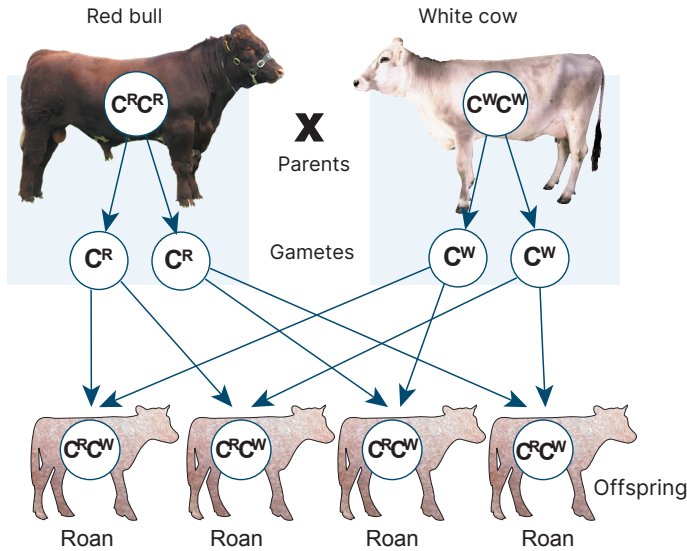 Red bull
White cow
CᴿCᴿ
CᵂCᵂ
X
Parents
Cᴿ
Cᴿ
Gametes
Cᵂ
Cᵂ
CᴿCᵂ
CᴿCᵂ
CᴿCᵂ
CᴿCᵂ
Offspring
Roan
Roan
Roan
Roan